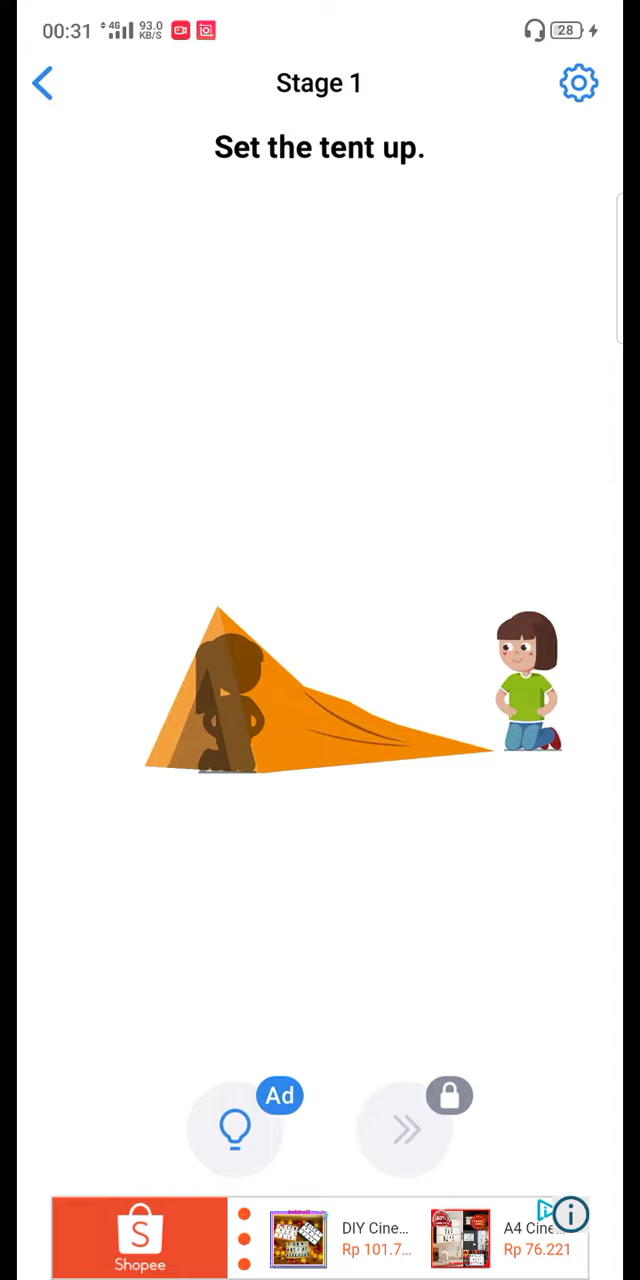 00:31 4G 93.0 KB/S 28
Stage 1
Set the tent up.
Ad
S
Shopee
DIY Cine...
Rp 101.7...
A4 Cine...
Rp 76.221